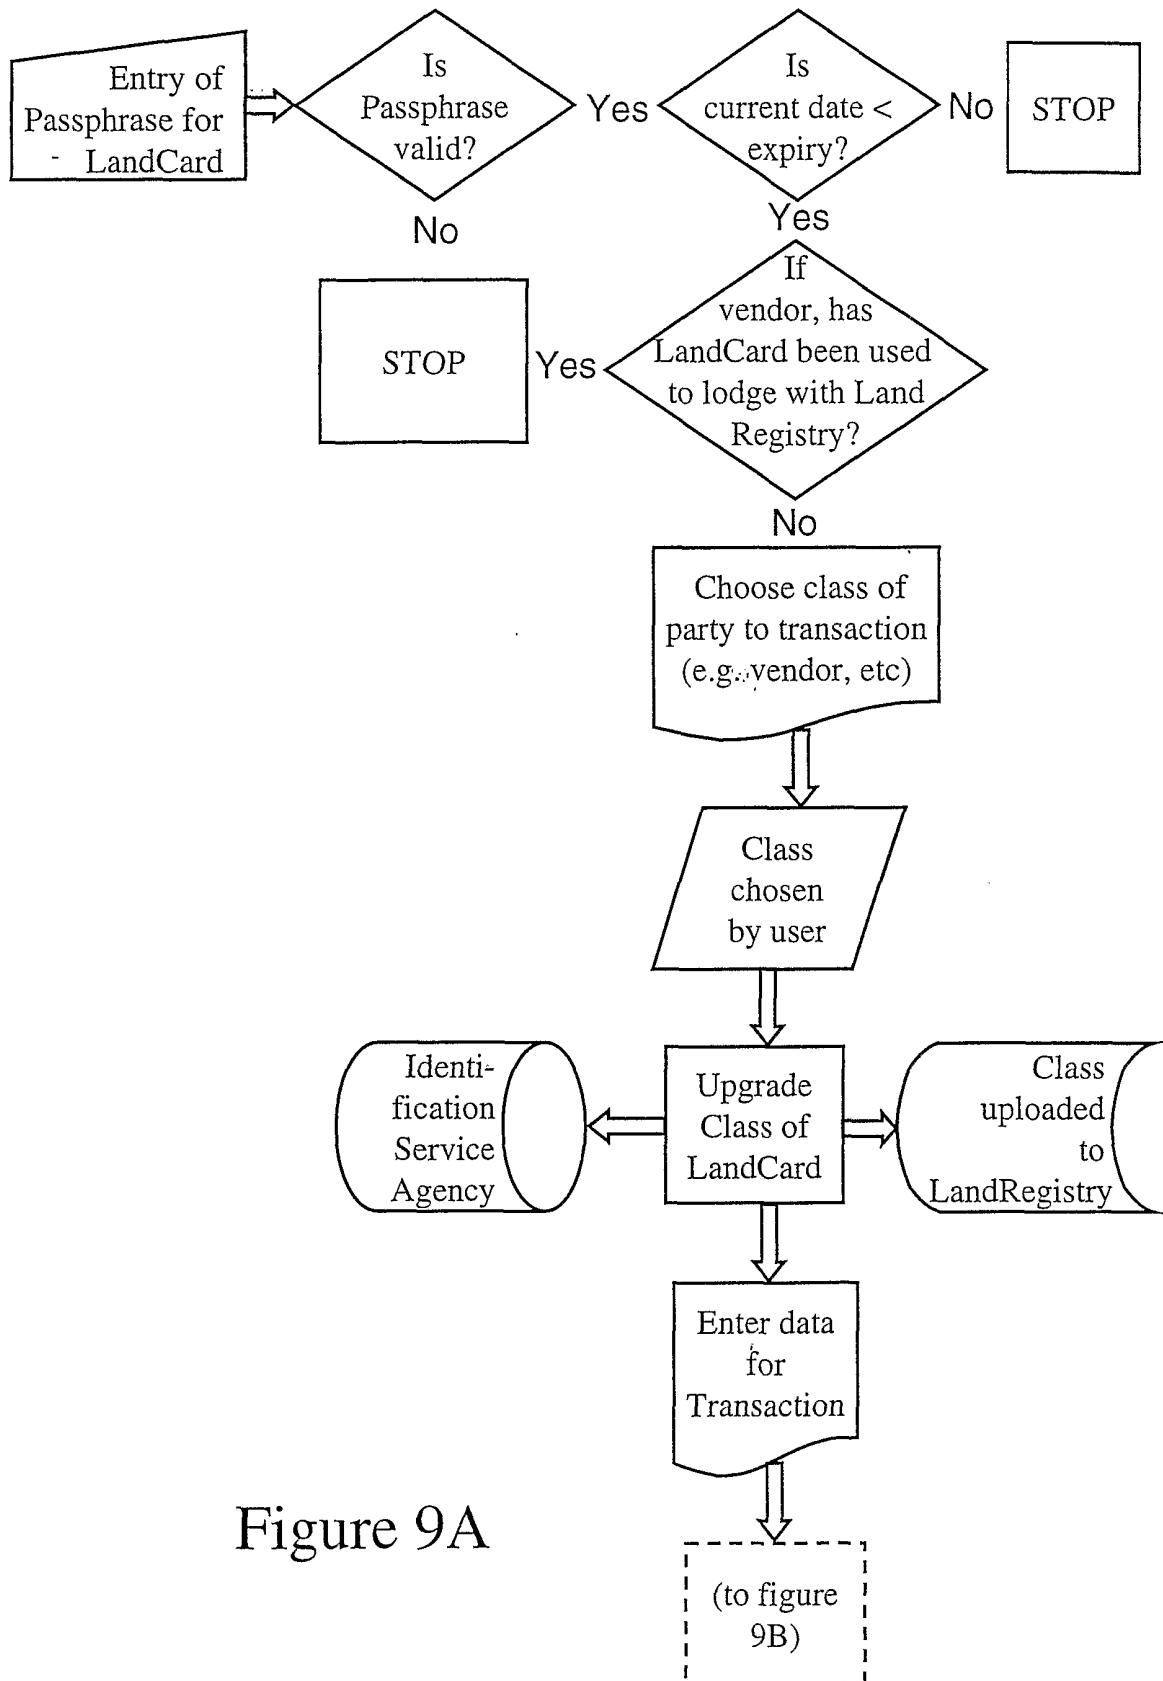 Entry of
Passphrase for
LandCard
Is
Passphrase
valid?
Yes
Is
current date <
expiry?
No
STOP
No
Yes
STOP
Yes
If
vendor, has
LandCard been used
to lodge with Land
Registry?
No
Choose class of
party to transaction
(e.g. vendor, etc)
Class
chosen
by user
Identi-
fication
Service
Agency
Upgrade
Class of
LandCard
Class
uploaded
to
LandRegistry
Enter data
for
Transaction
Figure 9A
(to figure
9B)